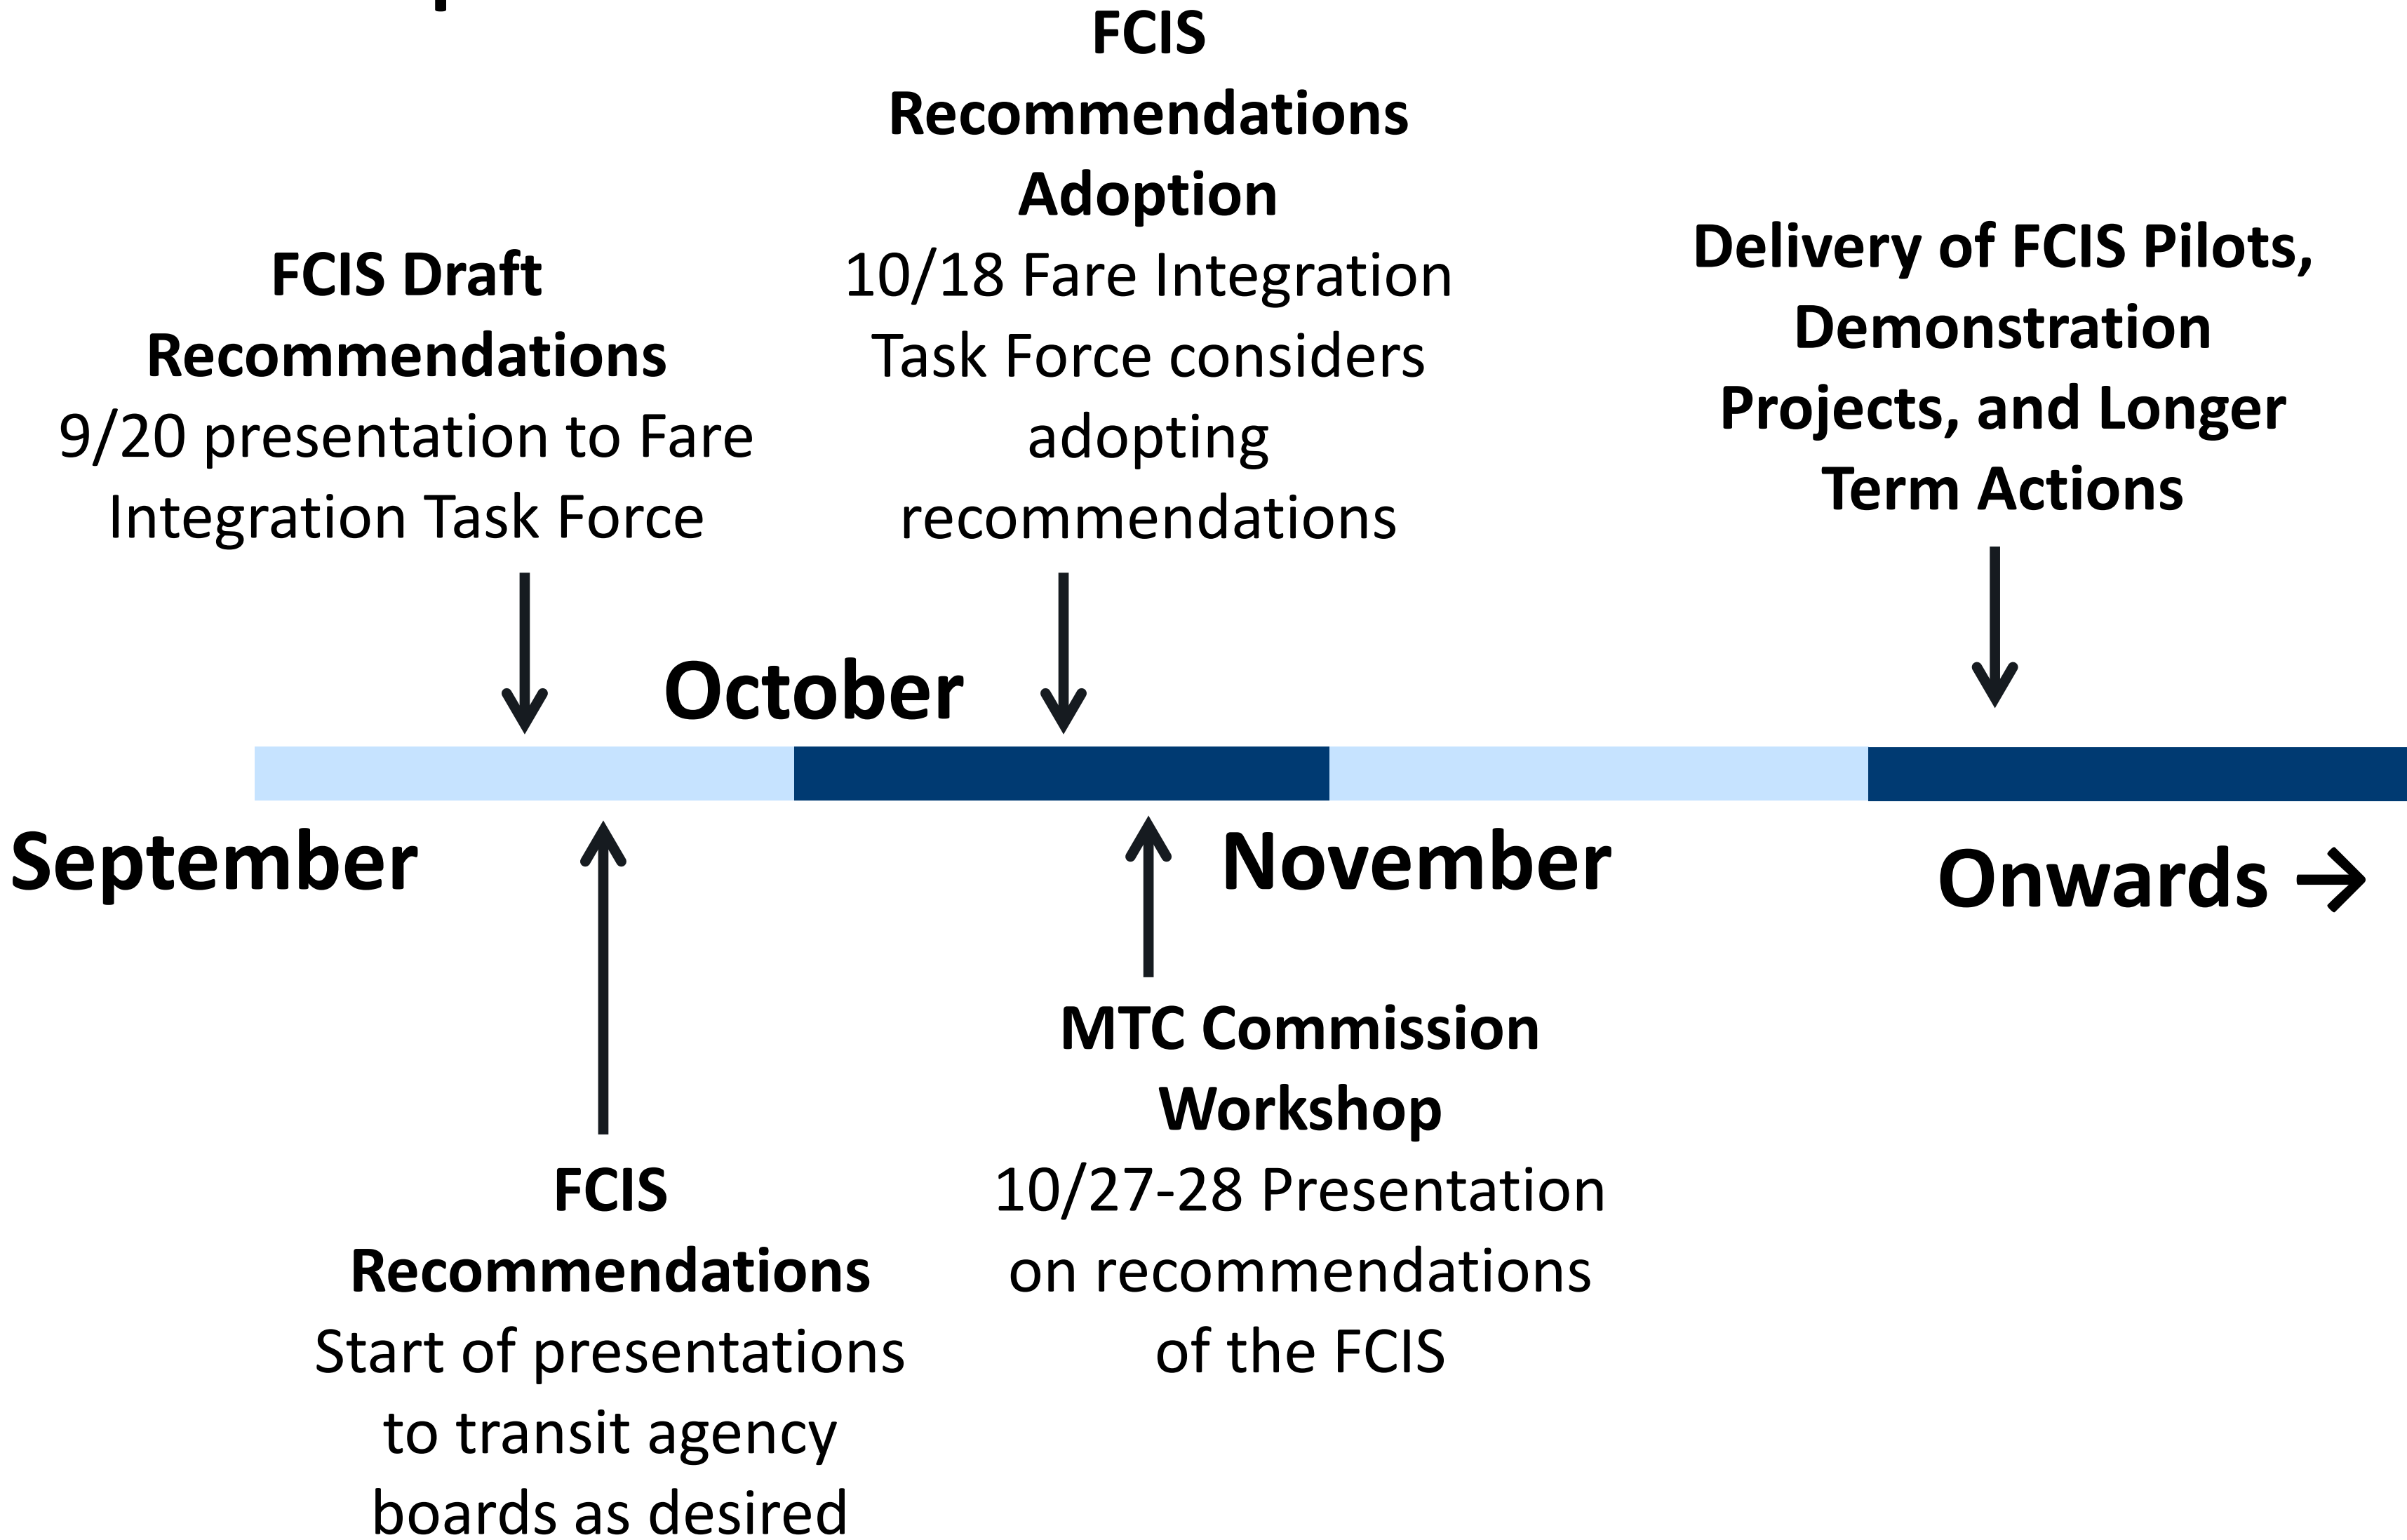 FCIS Draft
Recommendations
9/20 presentation to Fare
Integration Task Force
FCIS
Recommendations
Adoption
10/18 Fare Integration
Task Force considers
adopting
recommendations
Delivery of FCIS Pilots,
Demonstration
Projects, and Longer
Term Actions
October
September
November
Onwards →
FCIS
Recommendations
Start of presentations
to transit agency
boards as desired
MTC Commission
Workshop
10/27-28 Presentation
on recommendations
of the FCIS